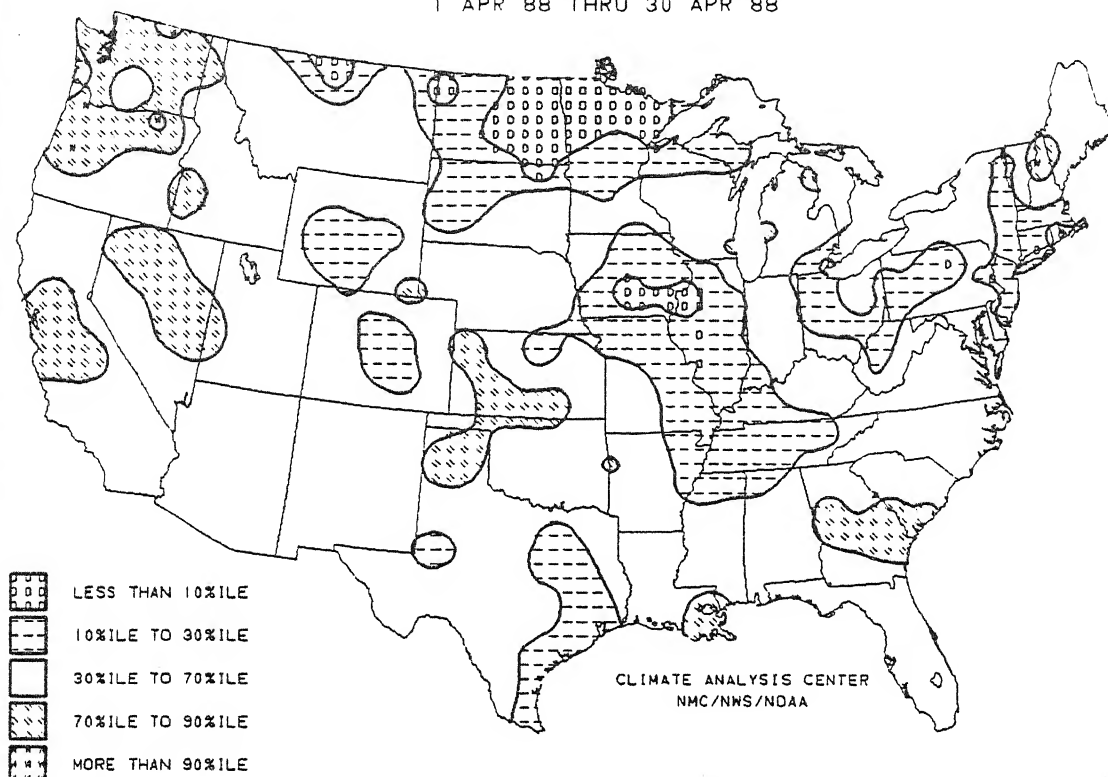 1 APR 88 THRU 30 APR 88
LESS THAN 10%ILE
10%ILE TO 30%ILE
30%ILE TO 70%ILE
70%ILE TO 90%ILE
MORE THAN 90%ILE
CLIMATE ANALYSIS CENTER
NMC/NWS/NOAA